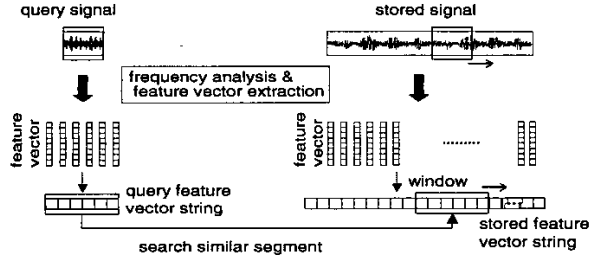 query signal
stored signal
frequency analysis &
feature vector extraction
feature
vector
feature
vector
query feature
vector string
window
stored feature
vector string
search similar segment